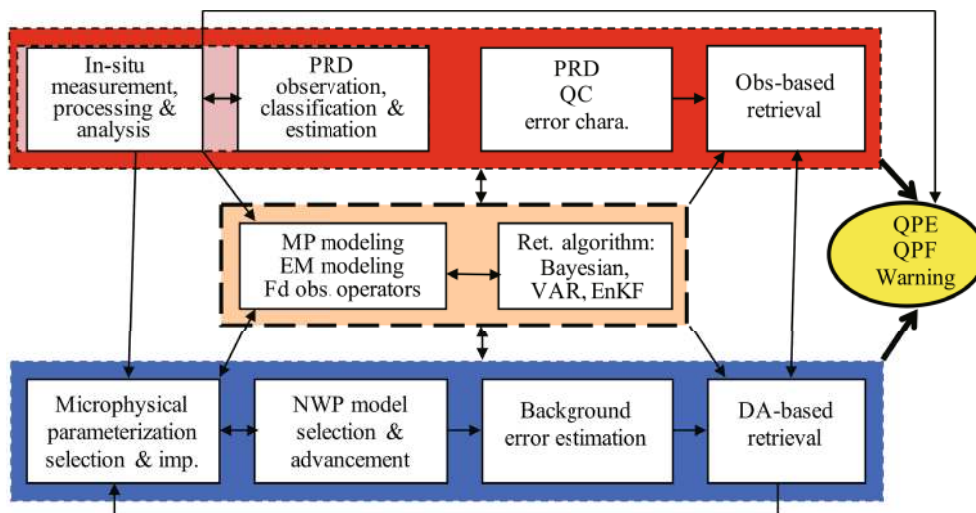 In-situ
measurement,
processing &
analysis
PRD
observation,
classification &
estimation
PRD
QC
error chara.
Obs-based
retrieval
QPE
QPF
Warning
MP modeling
EM modeling
Fd obs. operators
Ret. algorithm:
Bayesian,
VAR, EnKF
Microphysical
parameterization
selection & imp.
NWP model
selection &
advancement
Background
error estimation
DA-based
retrieval